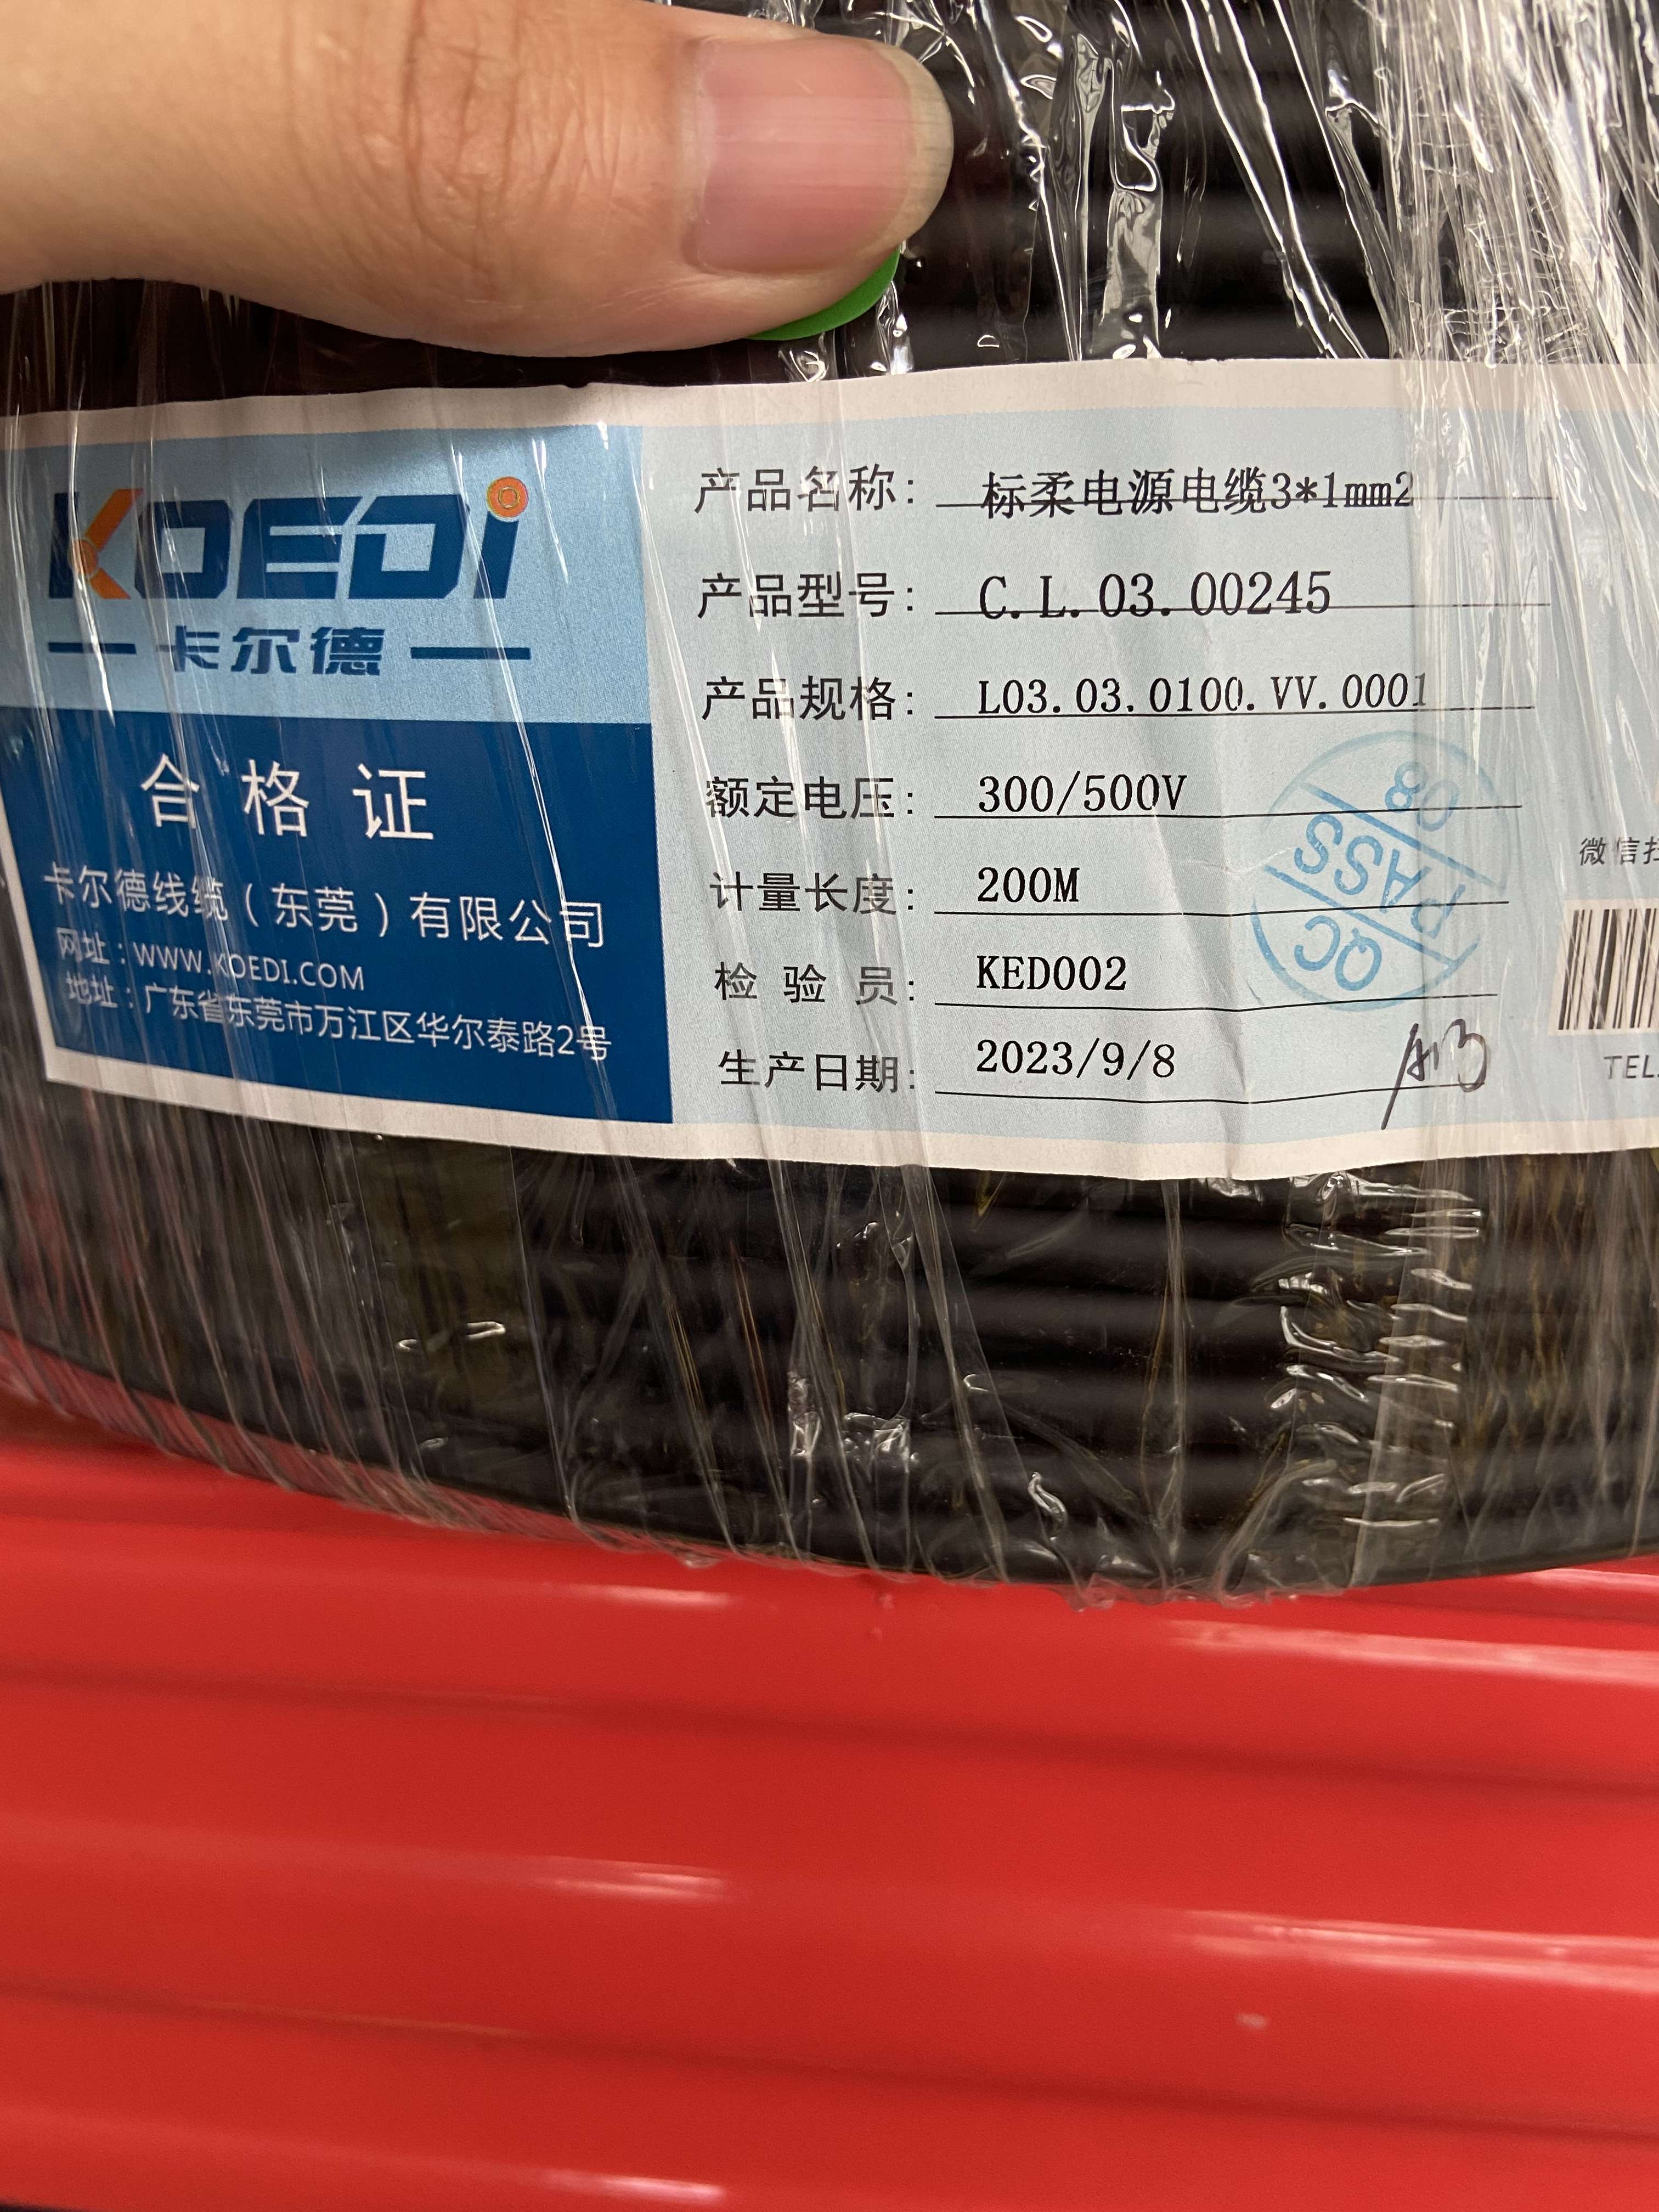 KOEDI
卡尔德
合格证
卡尔德线缆（东莞）有限公司
网址：WWW.KOEDI.COM
地址：广东省东莞市万江区华尔泰路2号
产品名称： 标柔电源电缆3*1mm2
产品型号： C.L.03.00245
产品规格： L03.03.0100.VV.0001
额定电压： 300/500V
计量长度： 200M
检 验 员： KED002
生产日期： 2023/9/8
QC
PASS
08
微信扫
TEL